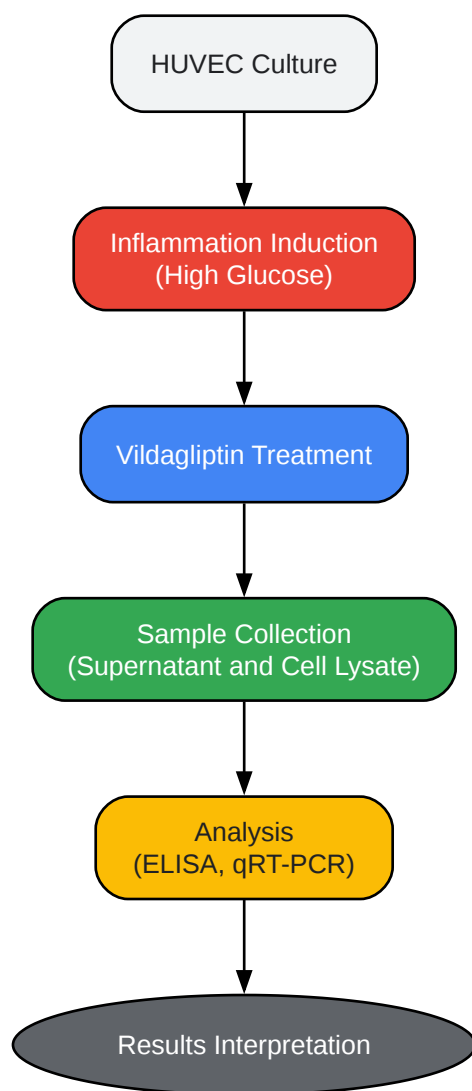 HUVEC Culture
Inflammation Induction
(High Glucose)
Vildagliptin Treatment
Sample Collection
(Supernatant and Cell Lysate)
Analysis
(ELISA, qRT-PCR)
Results Interpretation